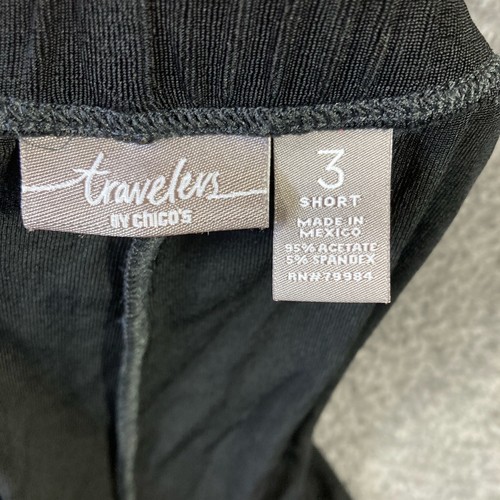 travelers
BY CHICO'S
3
SHORT
MADE IN
MEXICO
95% ACETATE
5% SPANDEX
RN#79984